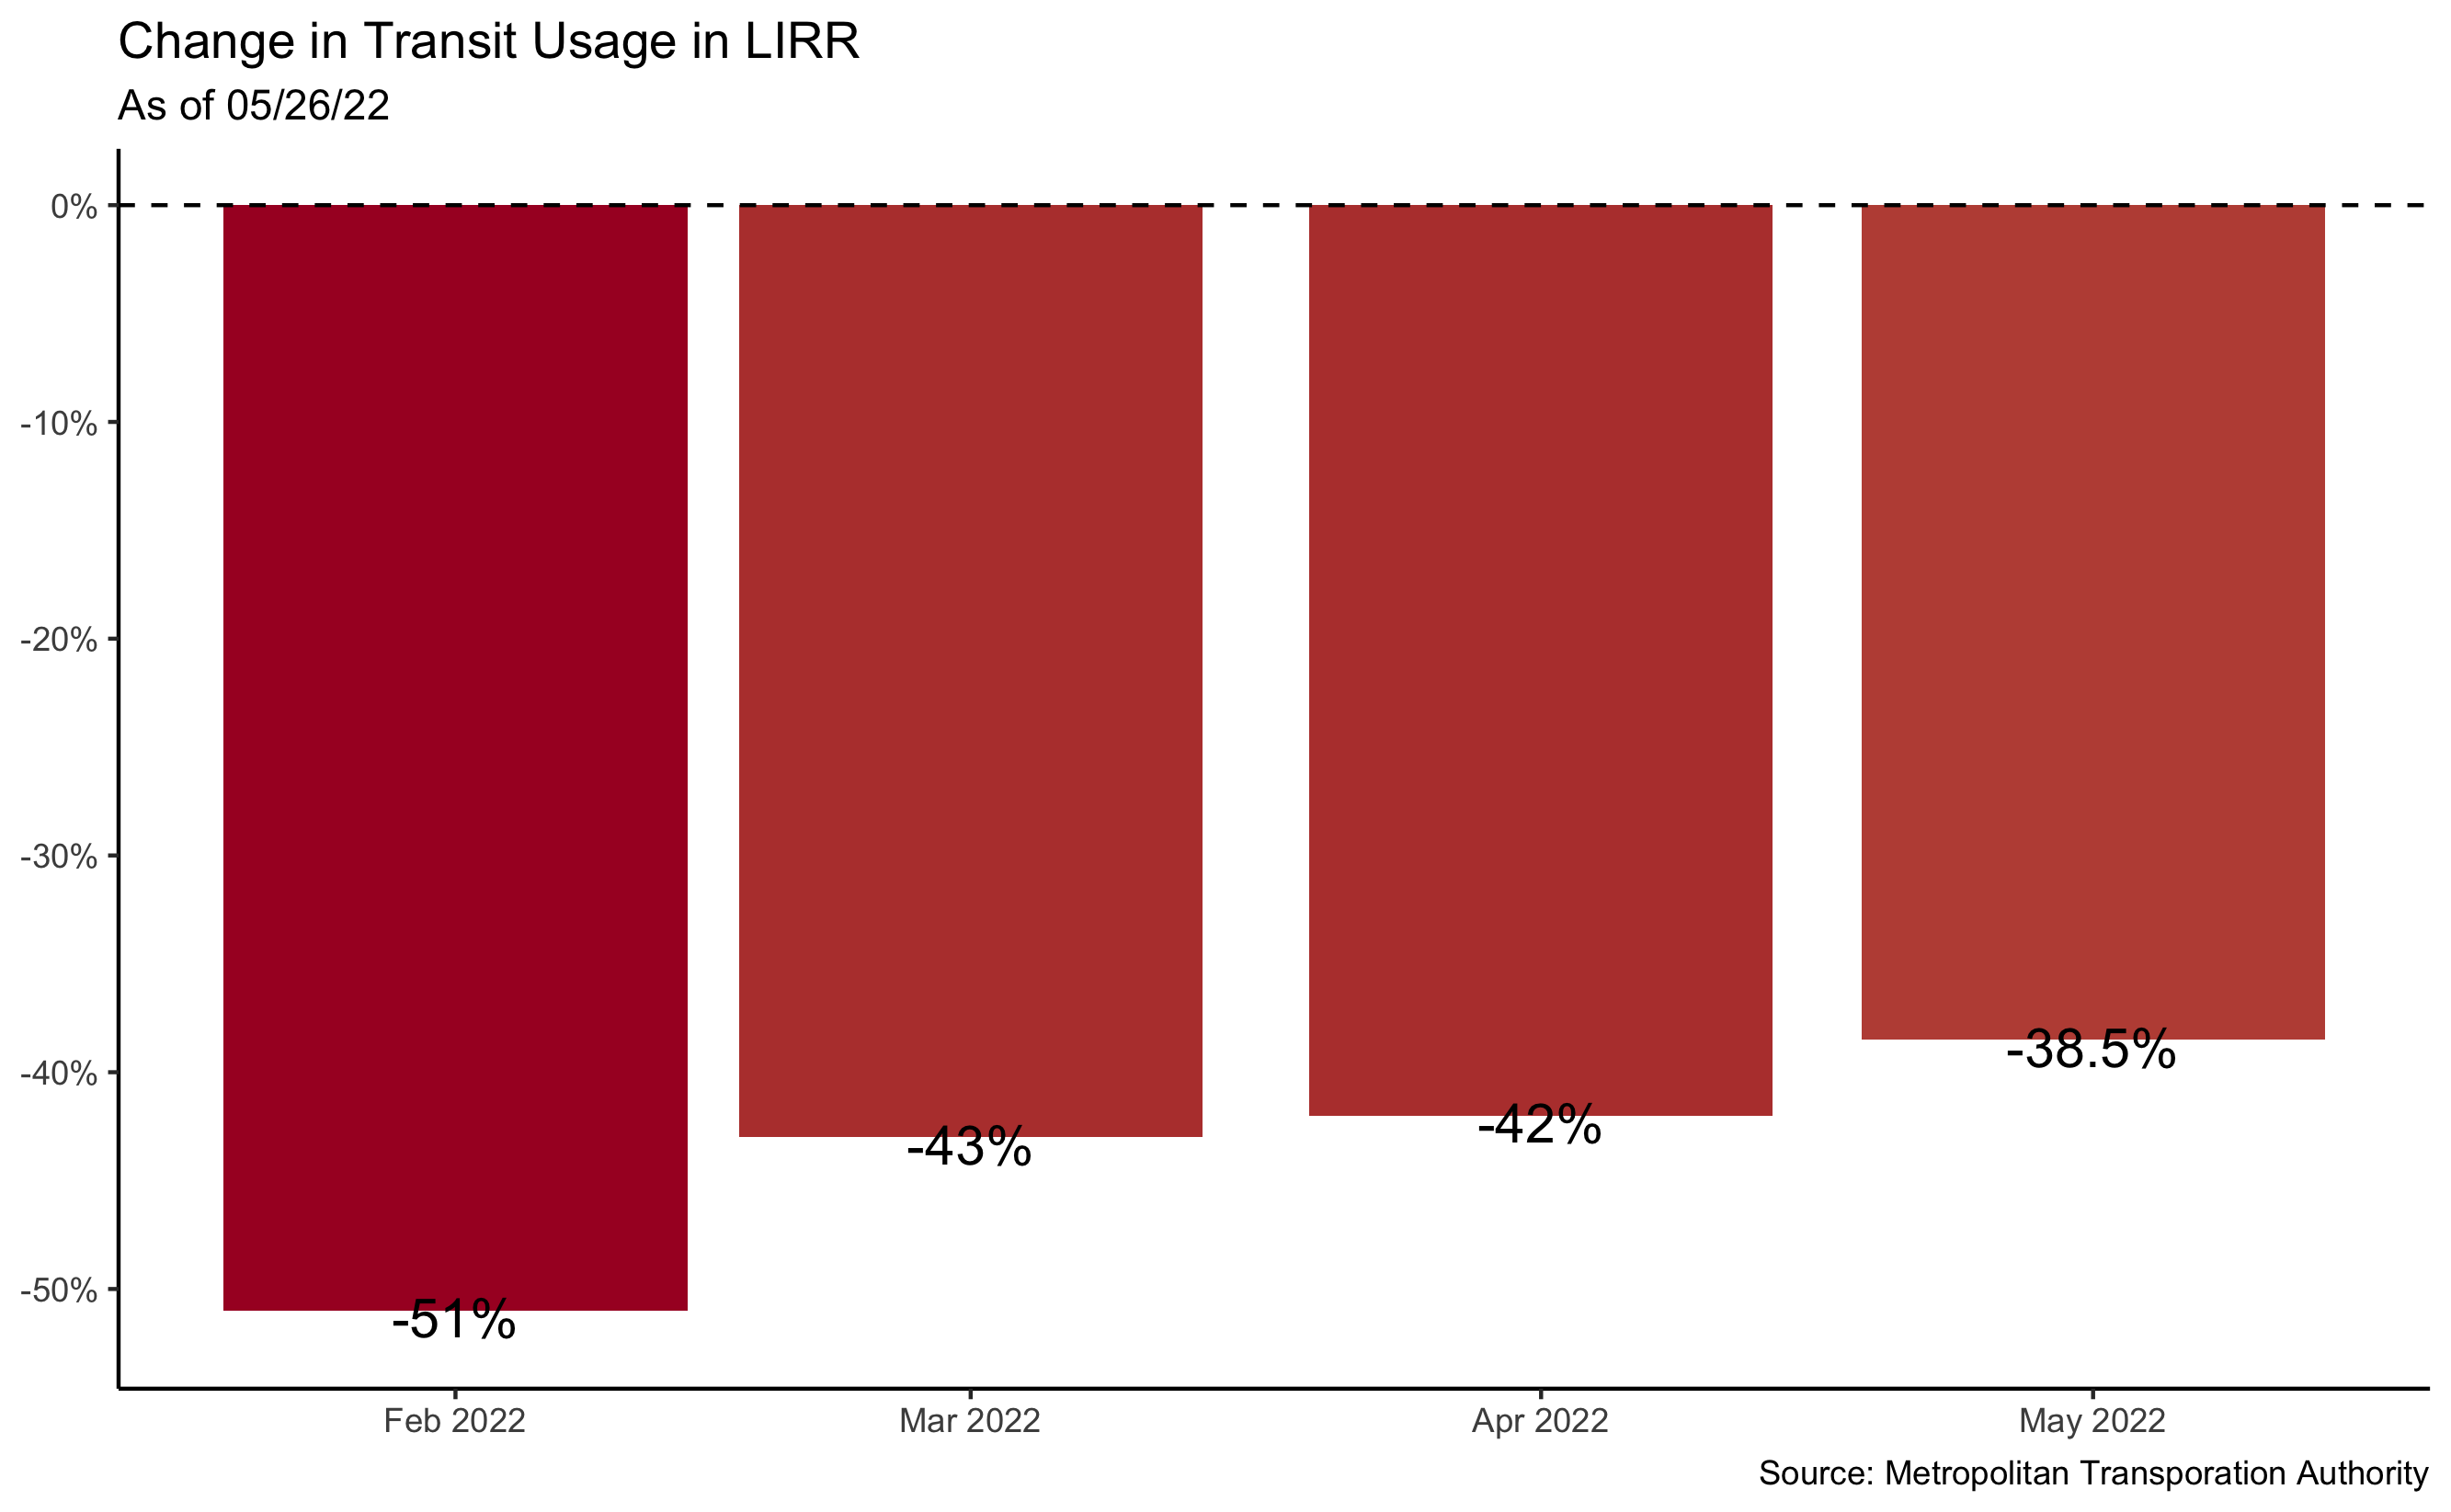 Change in Transit Usage in LIRR
As of 05/26/22
0%
-10%
-20%
-30%
-40%
-50%
-51%
-43%
-42%
-38.5%
Feb 2022
Mar 2022
Apr 2022
May 2022
Source: Metropolitan Transporation Authority